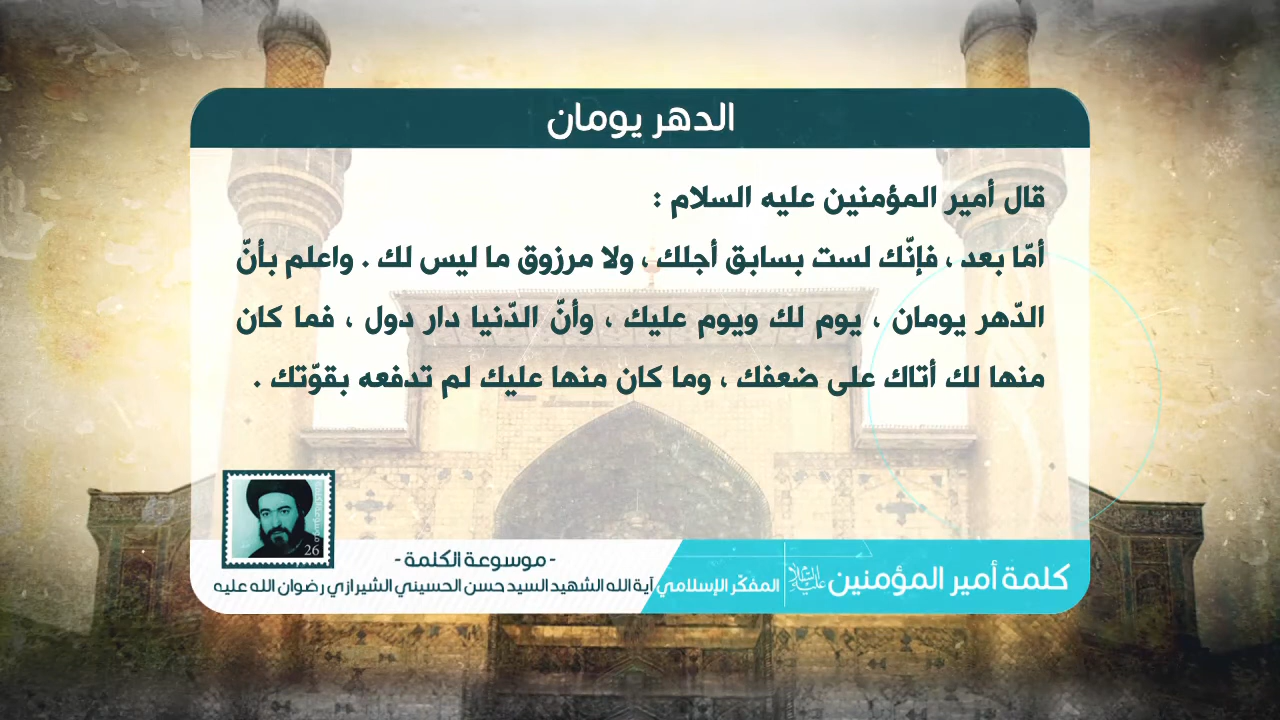 الدهر يومان
قال أمير المؤمنين عليه السلام :
أمّا بعد ، فإنّك لست بسابق أجلك ، ولا مرزوق ما ليس لك . واعلم بأنّ
الدّهر يومان ، يوم لك ويوم عليك ، وأنّ الدّنيا دار دول ، فما كان
منها لك أتاك على ضعفك ، وما كان منها عليك لم تدفعه بقوّتك .
كلمة أمير المؤمنين عليه السلام
المفكّر الإسلامي
- موسوعة الكلمة -
آية الله الشهيد السيد حسن الحسيني الشيرازي رضوان الله عليه
26